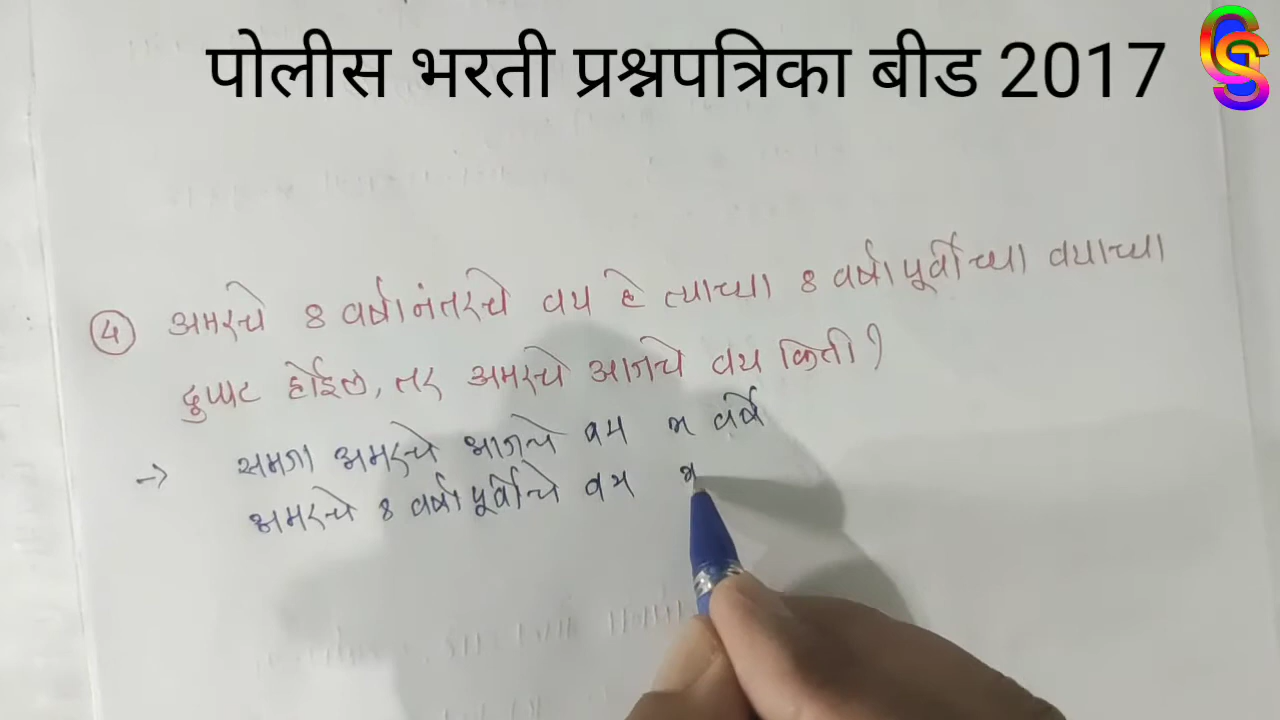 पोलीस भरती प्रश्नपत्रिका बीड 2017
④ अमरचे 8 वर्षानंतरचे वय हे त्याच्या 8 वर्षापूर्वीच्या वयाच्या
दुप्पट होईल, तर अमरचे आजचे वय किती?
→ समजा अमरचे आजचे वय x वर्षे
अमरचे 8 वर्षापूर्वीचे वय x